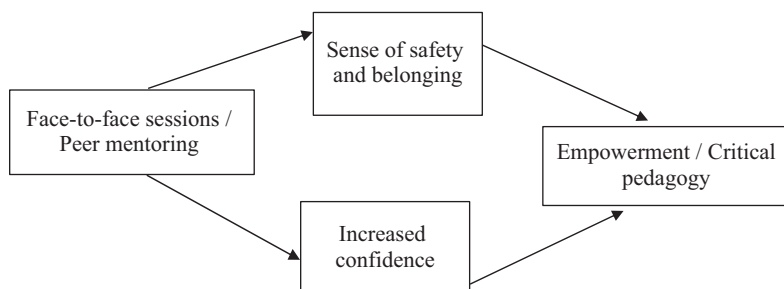 Sense of safety
and belonging
Face-to-face sessions /
Peer mentoring
Empowerment / Critical
pedagogy
Increased
confidence